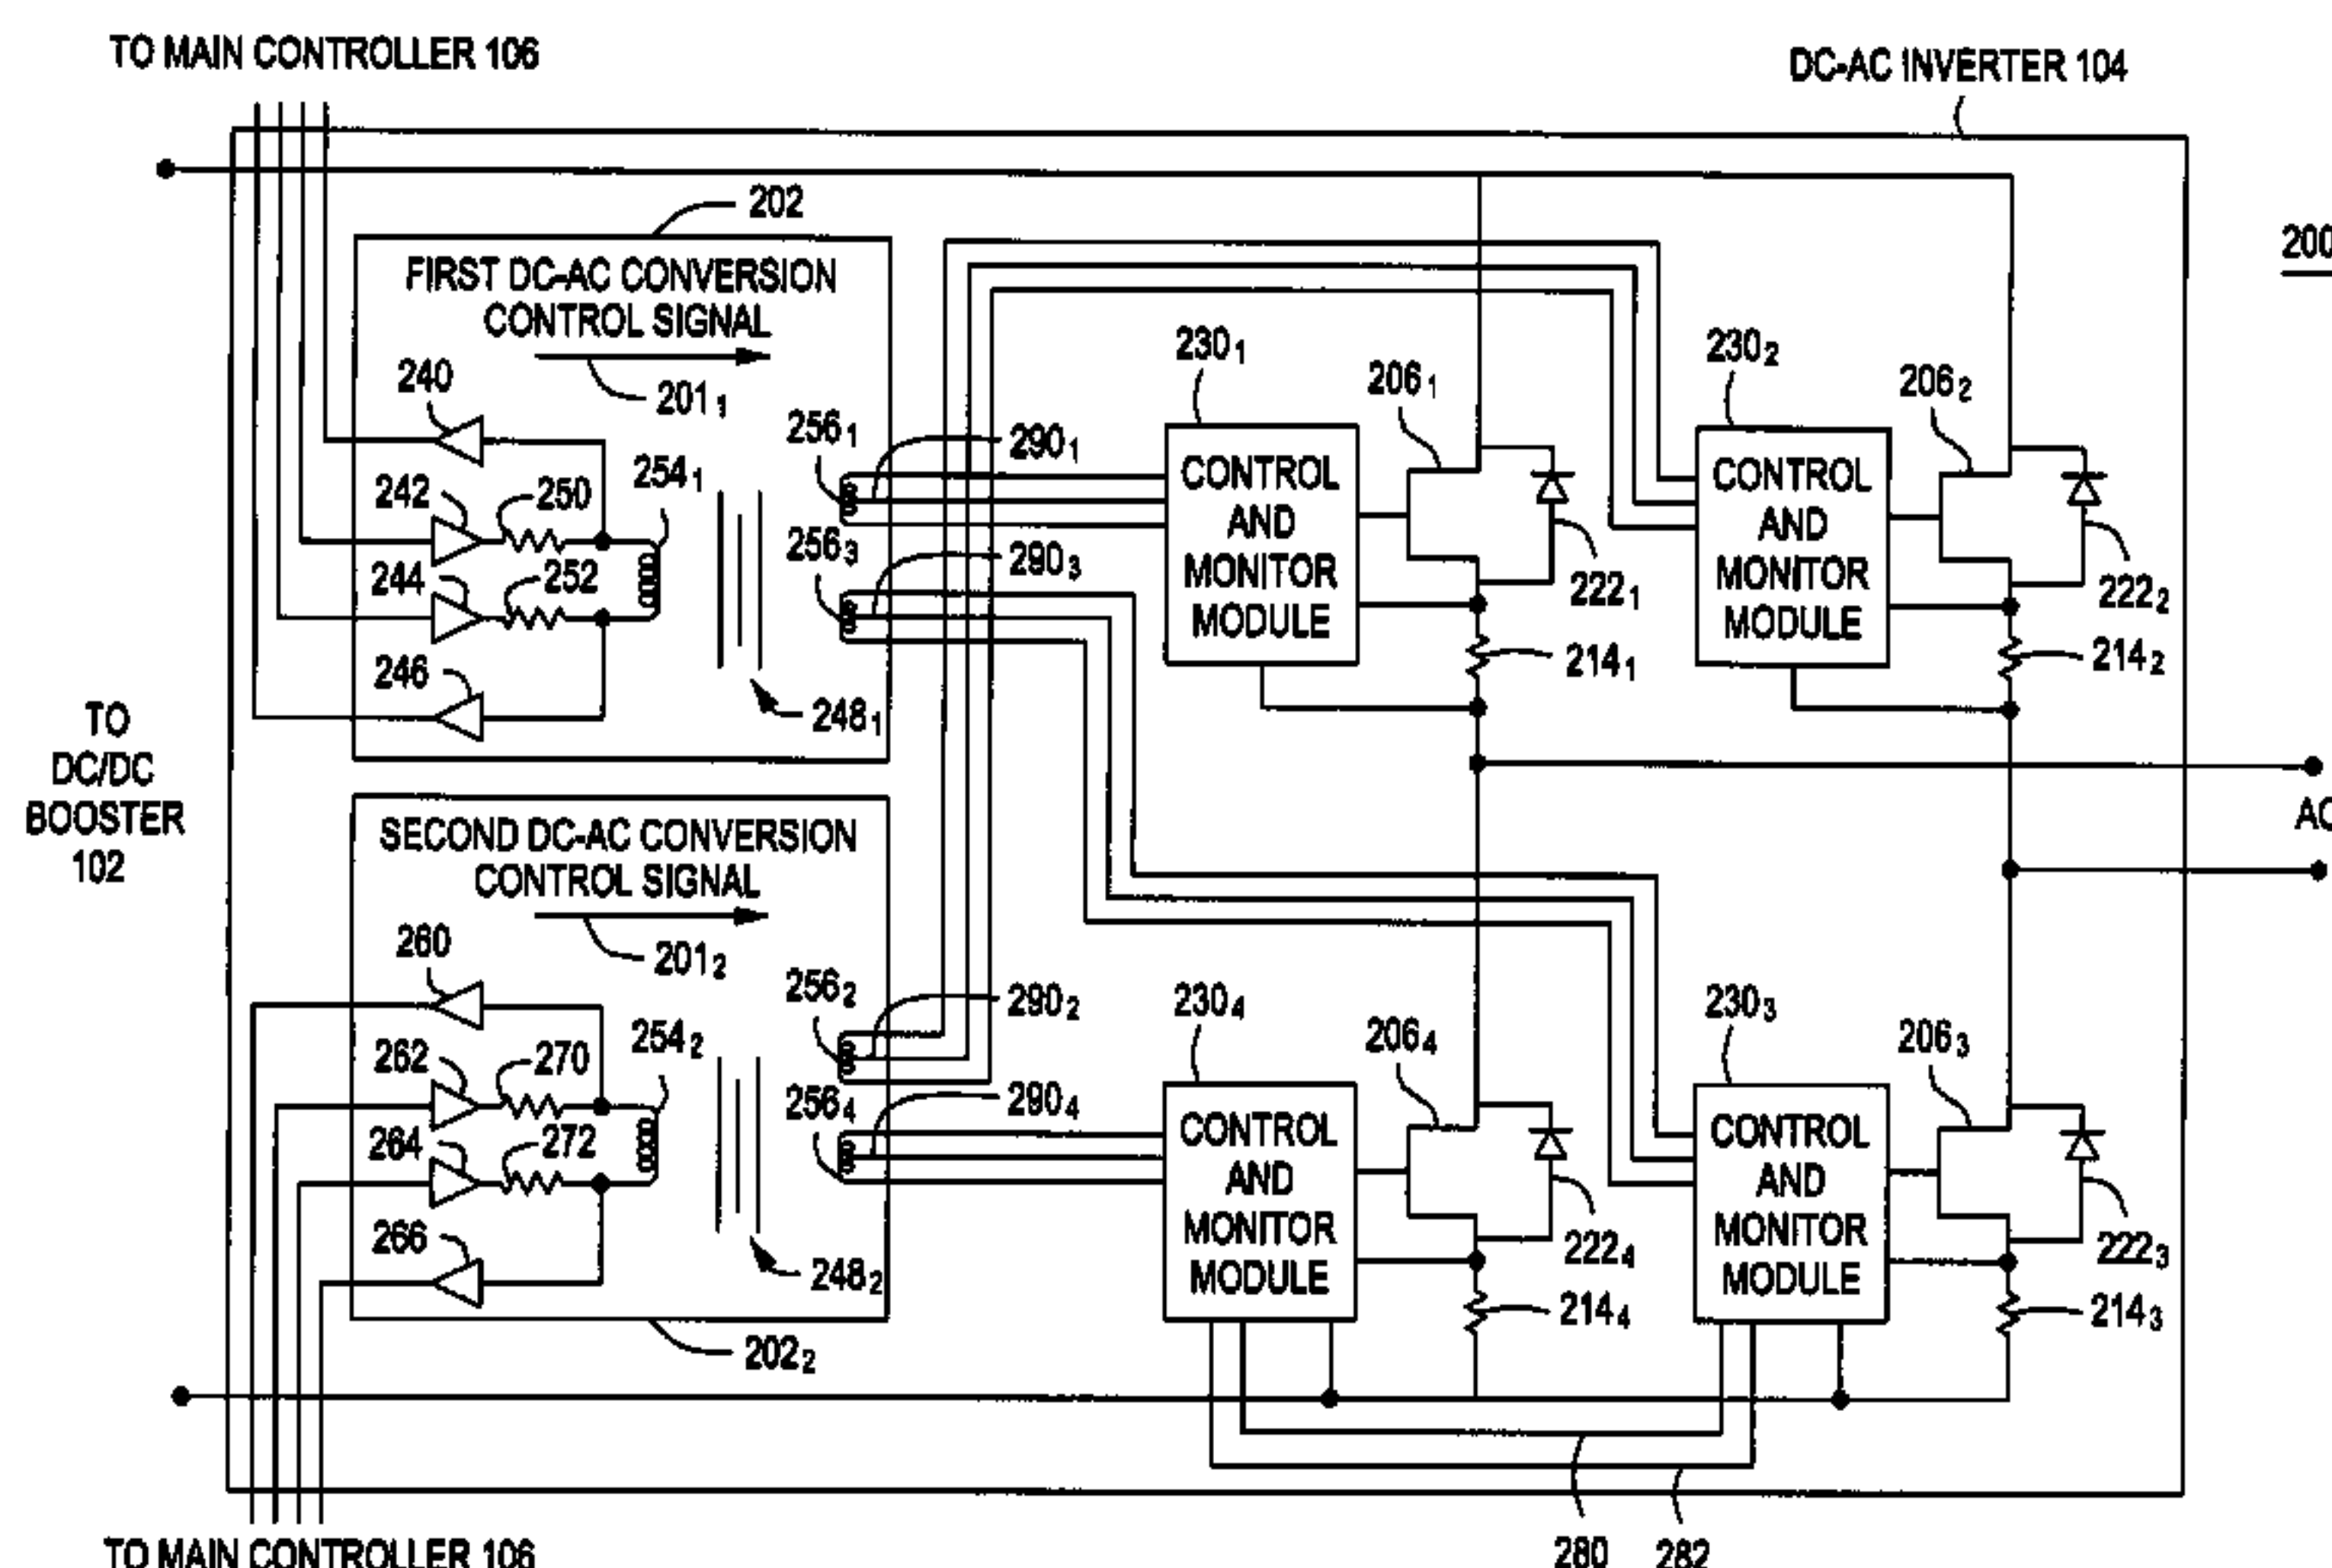 TO MAIN CONTROLLER 106
DC-AC INVERTER 104
202
200
FIRST DC-AC CONVERSION
CONTROL SIGNAL
201₁
240
242
250
254₁
244
252
246
248₁
256₁
290₁
256₃
290₃
230₁
CONTROL
AND
MONITOR
MODULE
206₁
222₁
214₁
230₂
CONTROL
AND
MONITOR
MODULE
206₂
222₂
214₂
TO
DC/DC
BOOSTER
102
AC
SECOND DC-AC CONVERSION
CONTROL SIGNAL
201₂
260
262
270
254₂
264
272
266
248₂
202₂
256₂
290₂
256₄
290₄
230₄
CONTROL
AND
MONITOR
MODULE
206₄
222₄
214₄
230₃
CONTROL
AND
MONITOR
MODULE
206₃
222₃
214₃
280
282
TO MAIN CONTROLLER 106